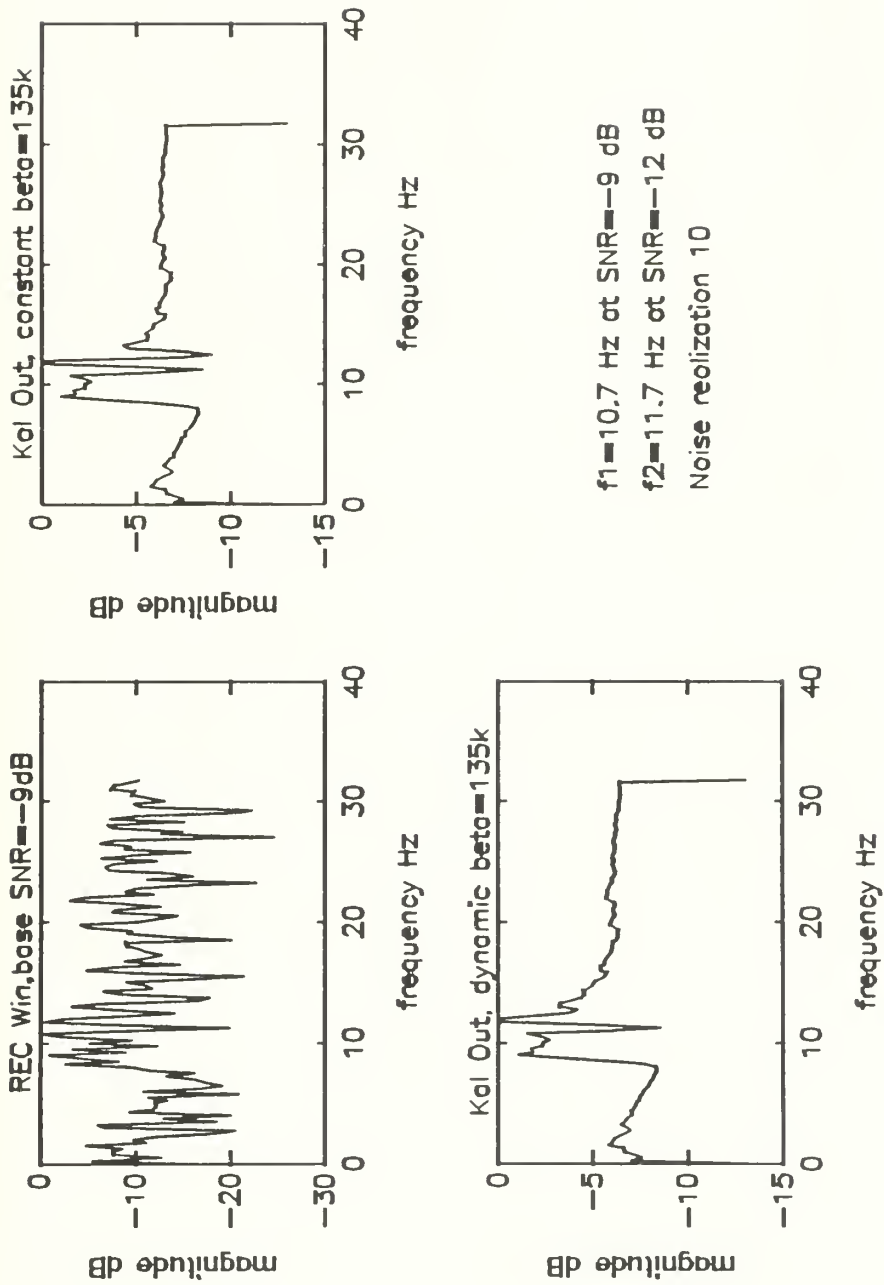 REC Win,base SNR=-9dB
0
-10
-20
-30
magnitude dB
0 10 20 30 40
frequency Hz
Kal Out, constant beta=135k
0
-5
-10
-15
magnitude dB
0 10 20 30 40
frequency Hz
Kal Out, dynamic beta=135k
0
-5
-10
-15
magnitude dB
0 10 20 30 40
frequency Hz
f1=10.7 Hz at SNR=-9 dB
f2=11.7 Hz at SNR=-12 dB
Noise realization 10